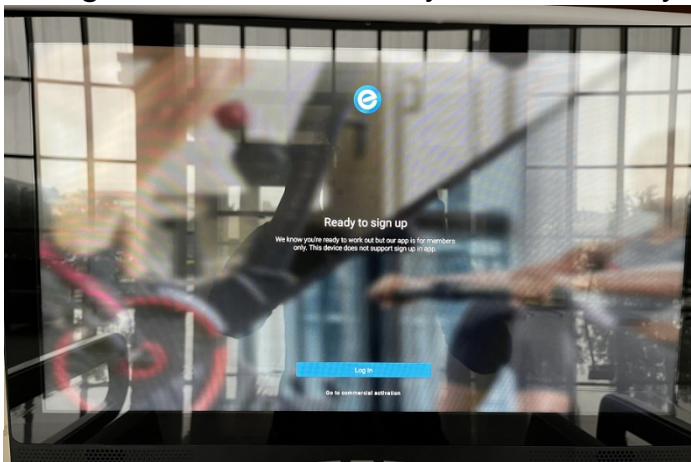 Ready to sign up
We know you're ready to work out but our app is for members
only. This device does not support sign up in app.
Log In
Go to commercial activation